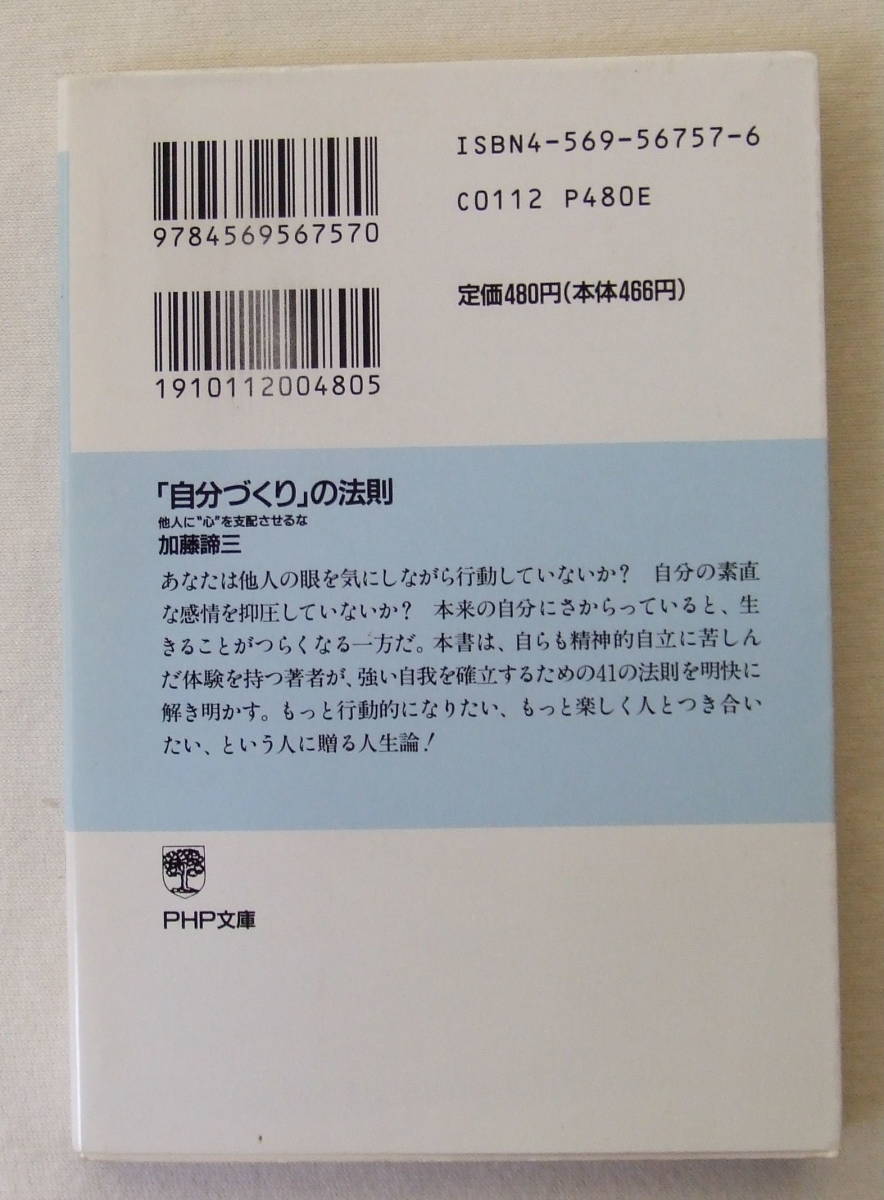 ISBN4-569-56757-6
C0112 P480E
定価480円(本体466円)
9784569567570
1910112004805
「自分づくり」の法則
他人に"心"を支配させるな
加藤諦三
あなたは他人の眼を気にしながら行動していないか？　自分の素直
な感情を抑圧していないか？　本来の自分にさからっていると、生
きることがつらくなる一方だ。本書は、自らも精神的自立に苦しん
だ体験を持つ著者が、強い自我を確立するための41の法則を明快に
解き明かす。もっと行動的になりたい、もっと楽しく人とつき合い
たい、という人に贈る人生論！
PHP文庫